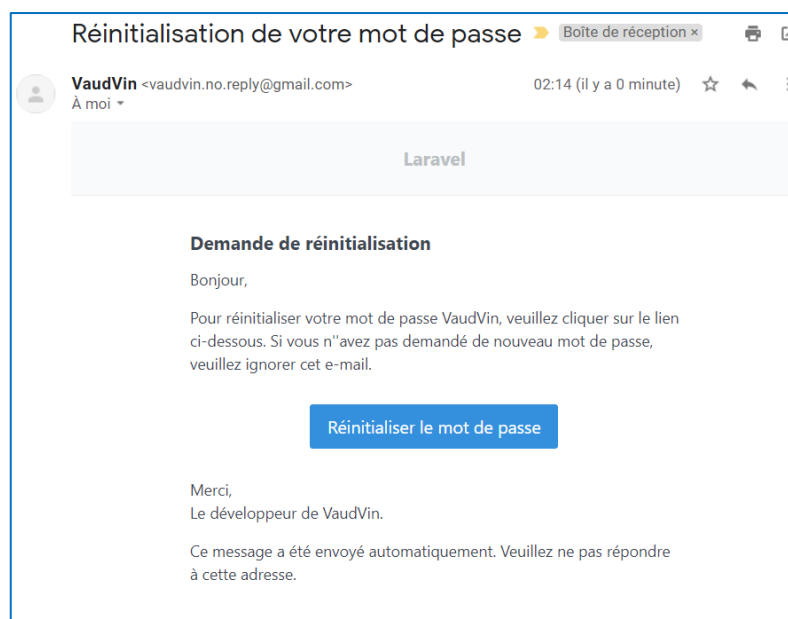 Réinitialisation de votre mot de passe Boîte de réception ×
VaudVin <vaudvin.no.reply@gmail.com> 02:14 (il y a 0 minute)
À moi
Laravel
Demande de réinitialisation
Bonjour,
Pour réinitialiser votre mot de passe VaudVin, veuillez cliquer sur le lien
ci-dessous. Si vous n''avez pas demandé de nouveau mot de passe,
veuillez ignorer cet e-mail.
Réinitialiser le mot de passe
Merci,
Le développeur de VaudVin.
Ce message a été envoyé automatiquement. Veuillez ne pas répondre
à cette adresse.